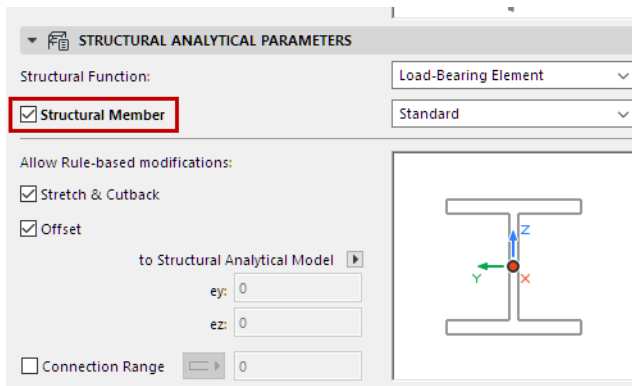 STRUCTURAL ANALYTICAL PARAMETERS
Structural Function: Load-Bearing Element
Structural Member Standard
Allow Rule-based modifications:
Stretch & Cutback
Offset
to Structural Analytical Model
ey: 0
ez: 0
Connection Range 0
Z
Y X